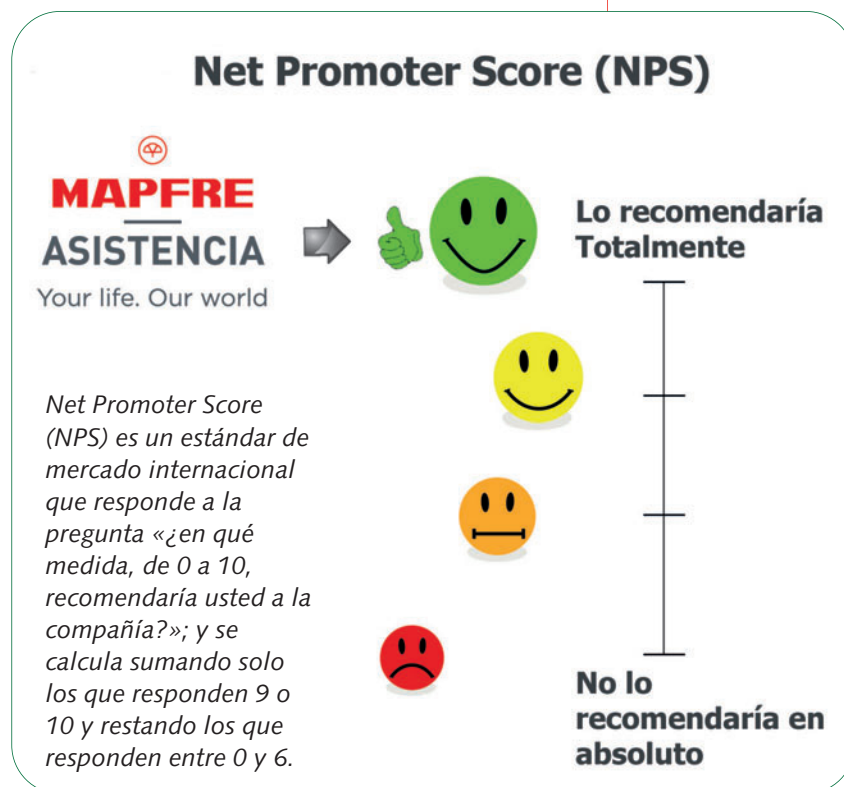 Net Promoter Score (NPS)
MAPFRE
ASISTENCIA
Your life. Our world
Lo recomendaría
Totalmente
Net Promoter Score
(NPS) es un estándar de
mercado internacional
que responde a la
pregunta «¿en qué
medida, de 0 a 10,
recomendaría usted a la
compañía?»; y se
calcula sumando solo
los que responden 9 o
10 y restando los que
responden entre 0 y 6.
No lo
recomendaría en
absoluto